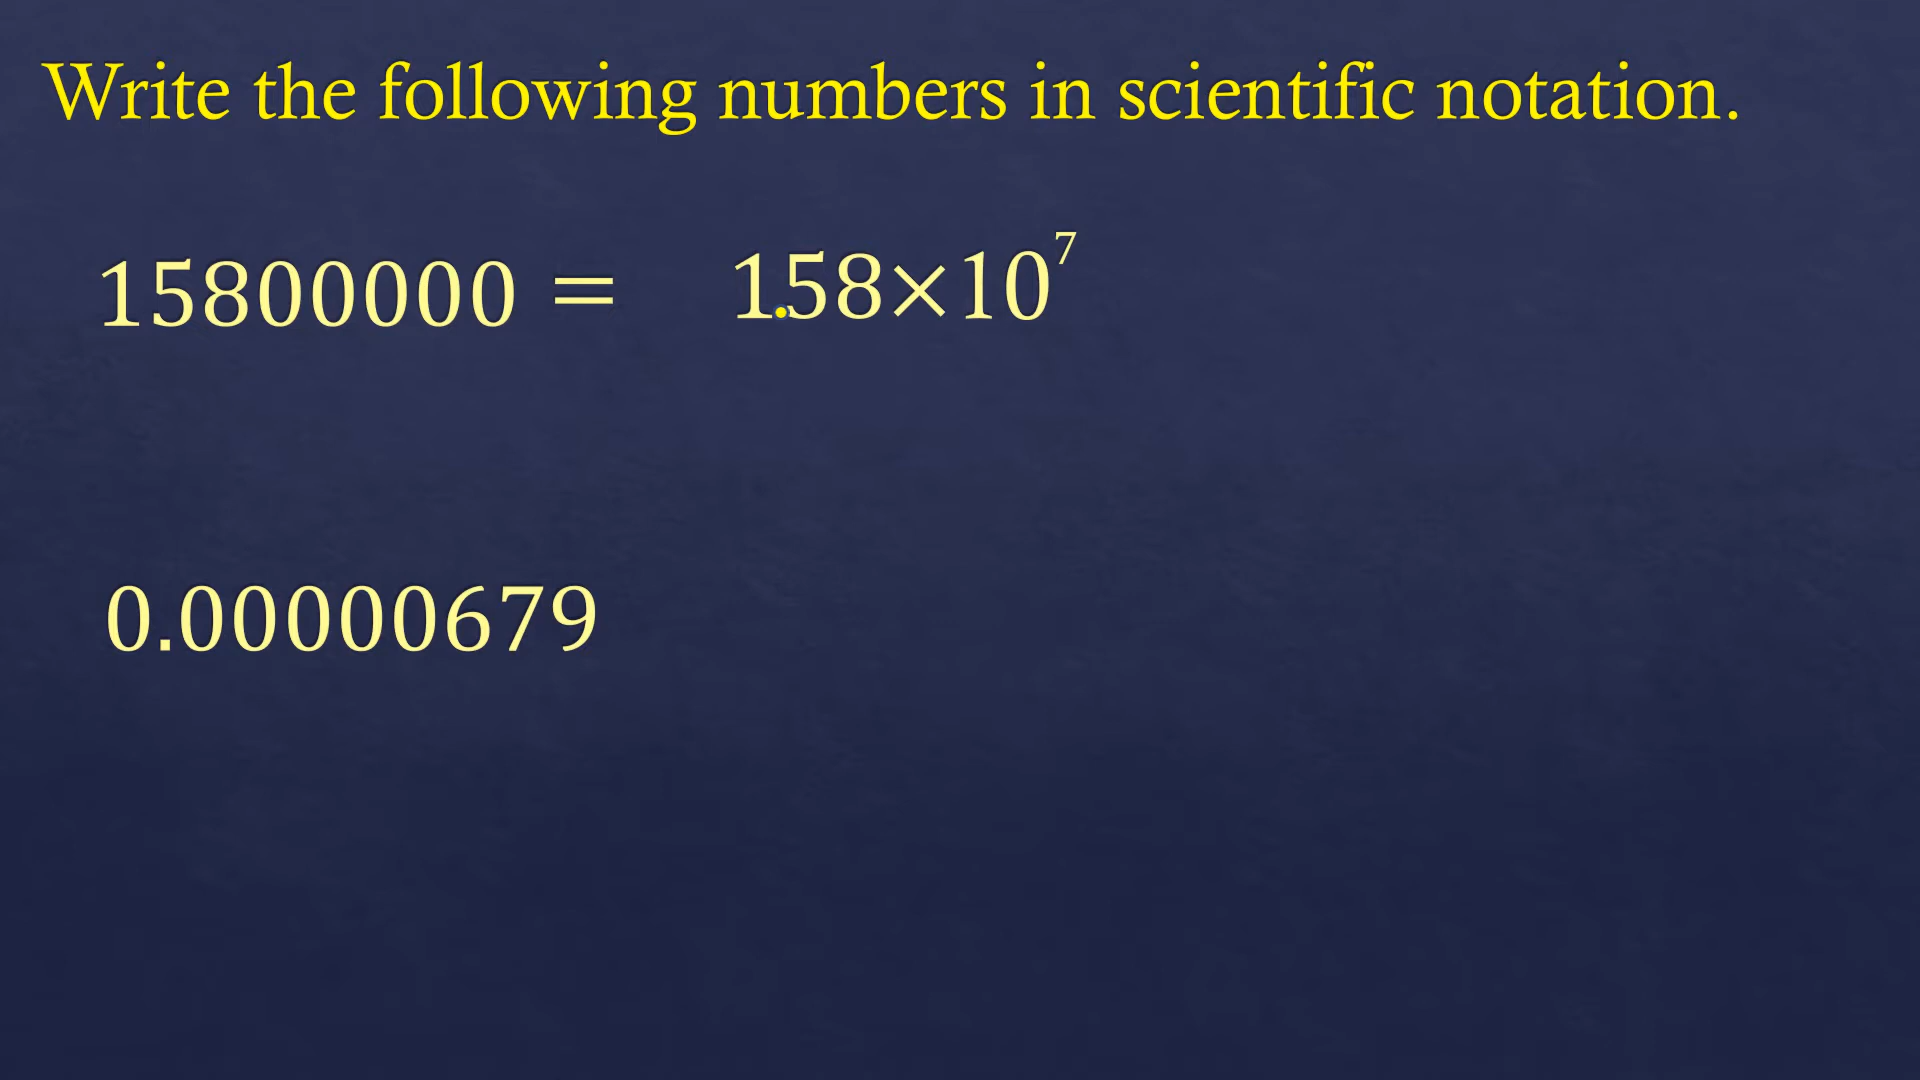 Write the following numbers in scientific notation.
15800000 = 1.58×10⁷
0.00000679